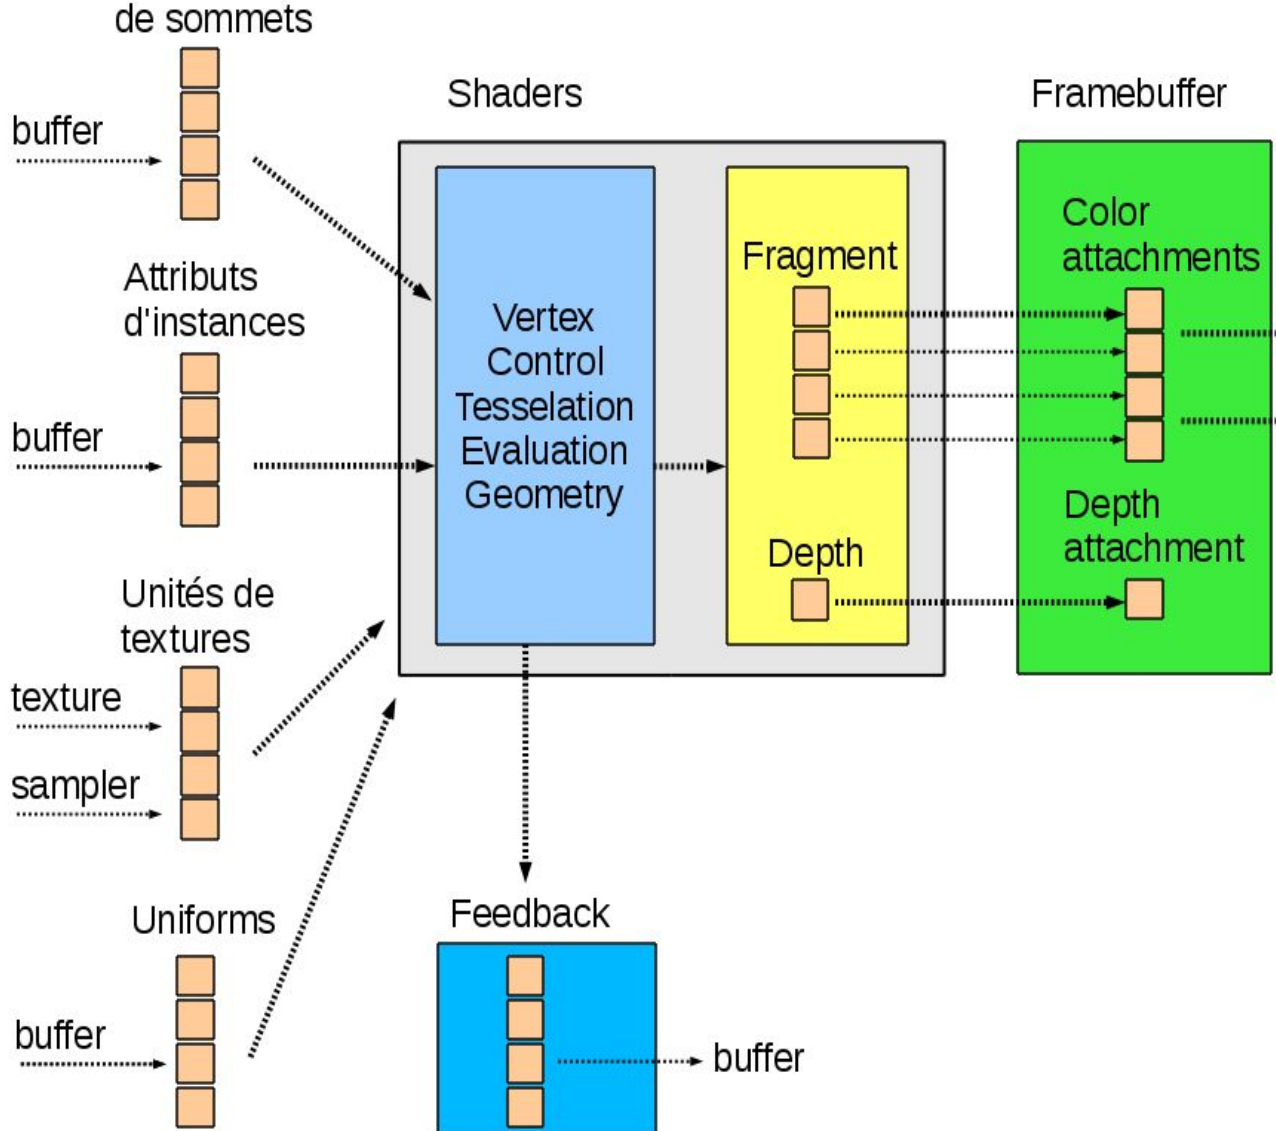 de sommets
buffer
Attributs
d'instances
buffer
Unités de
textures
texture
sampler
Uniforms
buffer
Shaders
Vertex
Control
Tesselation
Evaluation
Geometry
Fragment
Depth
Framebuffer
Color
attachments
Depth
attachment
Feedback
buffer